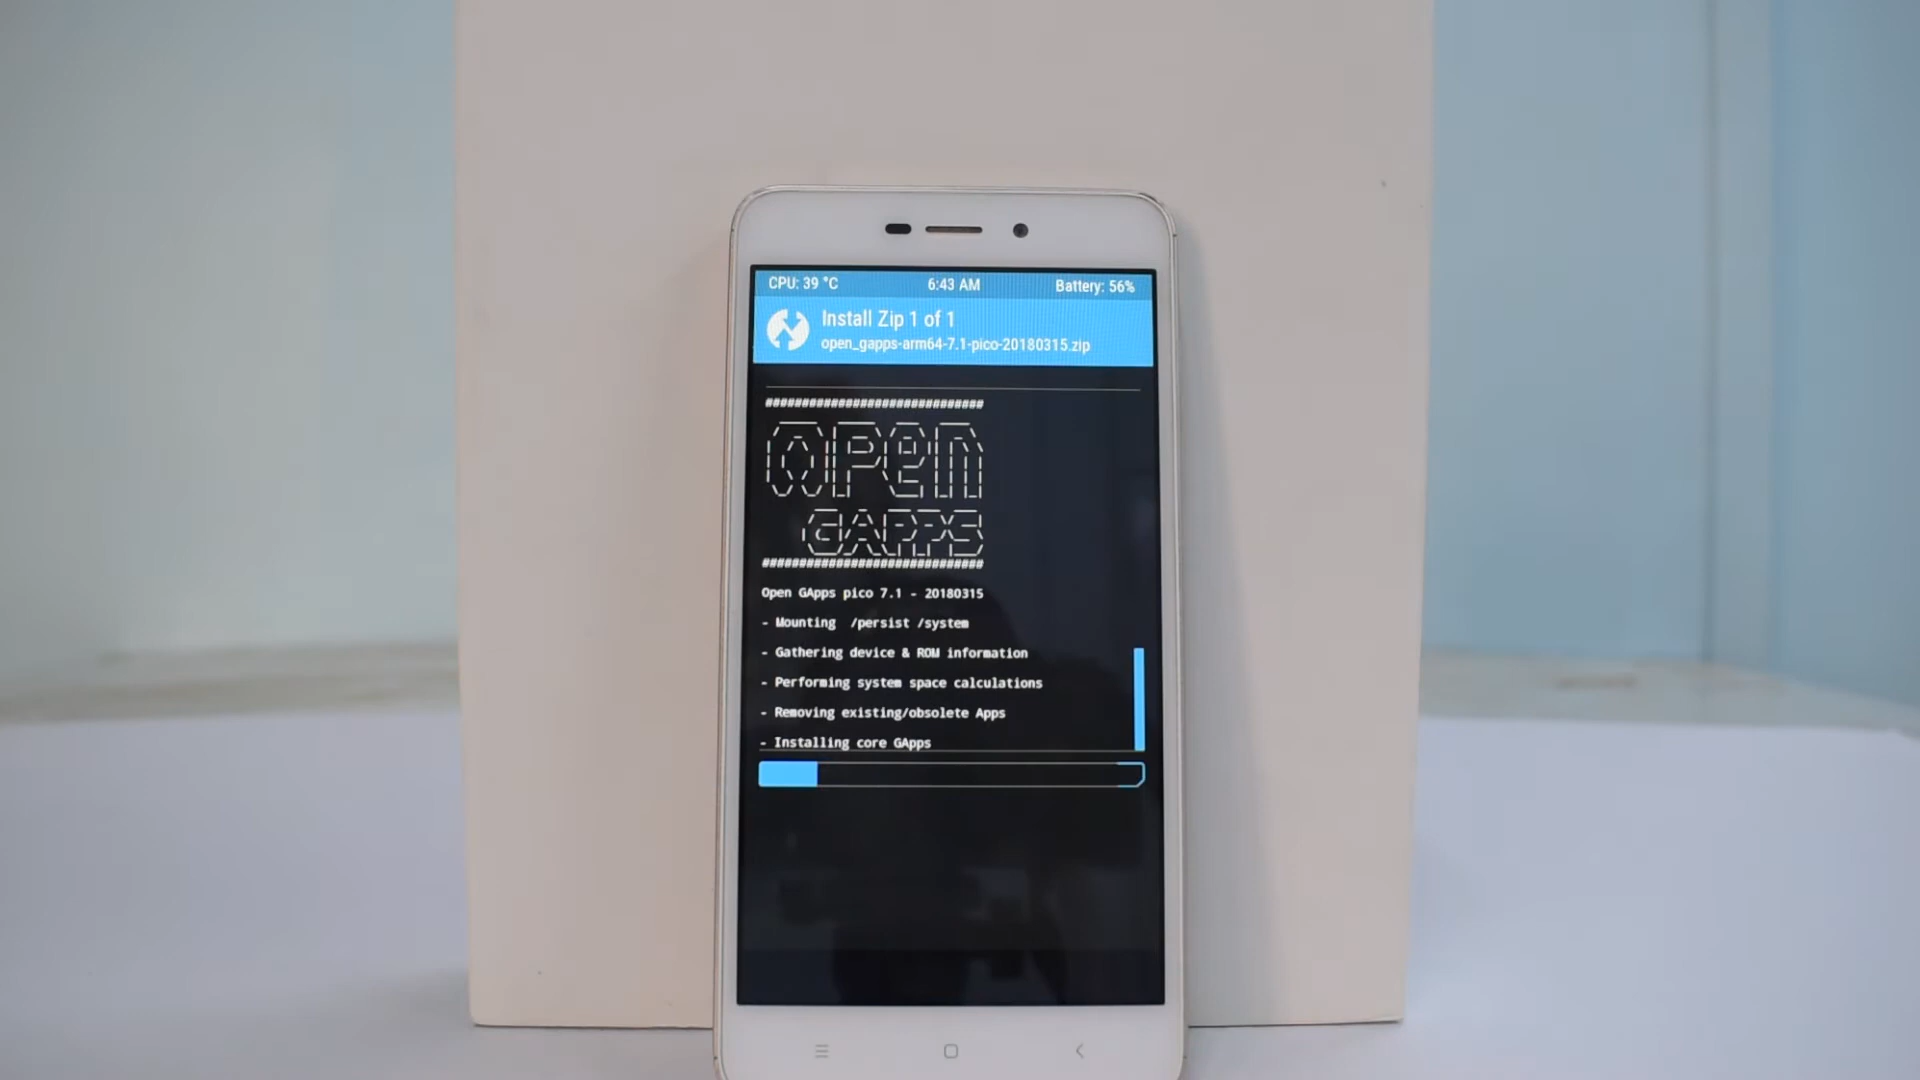 CPU: 39 °C 6:43 AM Battery: 56%
Install Zip 1 of 1
open_gapps-arm64-7.1-pico-20180315.zip
##############################
OPeN
GAPPS
##############################
Open GApps pico 7.1 - 20180315
- Mounting /persist /system
- Gathering device & ROM information
- Performing system space calculations
- Removing existing/obsolete Apps
- Installing core GApps